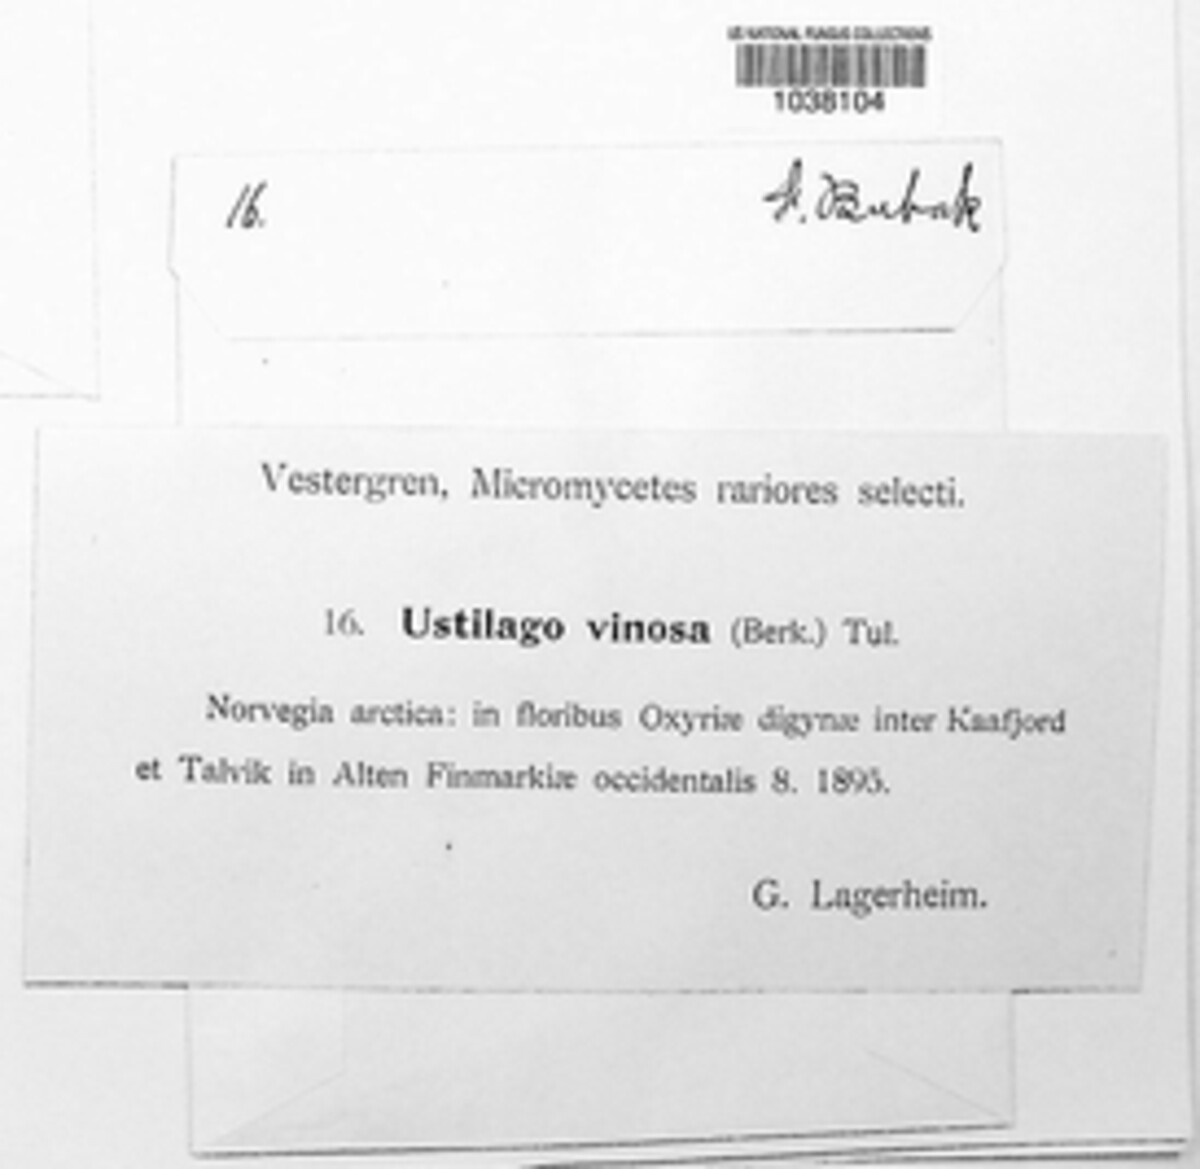 US NATIONAL FUNGUS COLLECTIONS
1038104
16.
Bubak
Vestergren, Micromycetes rariores selecti.
16. Ustilago vinosa (Berk.) Tul.
Norvegia arctica: in floribus Oxyriæ digynæ inter Kaafjord
et Talvik in Alten Finmarkiæ occidentalis 8. 1895.
G. Lagerheim.